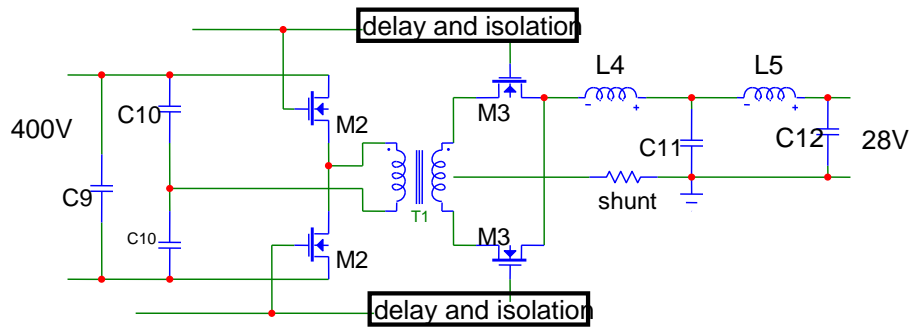 delay and isolation
L4
L5
C10
M2
M3
400V
C11
C12
28V
C9
T1
shunt
C10
M2
M3
delay and isolation